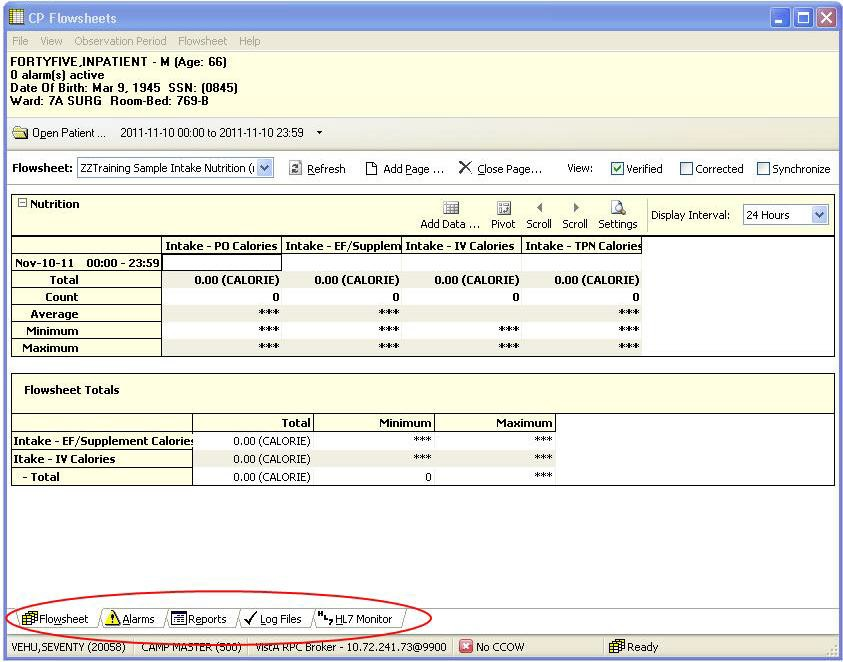 CP Flowsheets
File View Observation Period Flowsheet Help
FORTYFIVE,INPATIENT - M (Age: 66)
0 alarm(s) active
Date Of Birth: Mar 9, 1945 SSN: (0845)
Ward: 7A SURG Room-Bed: 769-B
Open Patient ... 2011-11-10 00:00 to 2011-11-10 23:59
Flowsheet: ZZTraining Sample Intake Nutrition (i Refresh Add Page ... Close Page... View: Verified Corrected Synchronize
Nutrition
Add Data ... Pivot Scroll Scroll Settings Display Interval: 24 Hours
Intake - PO Calories Intake - EF/Supplem Intake - IV Calories Intake - TPN Calories
Nov-10-11 00:00 - 23:59
Total 0.00 (CALORIE) 0.00 (CALORIE) 0.00 (CALORIE) 0.00 (CALORIE)
Count 0 0 0 0
Average *** *** ***
Minimum *** *** *** ***
Maximum *** *** *** ***
Flowsheet Totals
Total Minimum Maximum
Intake - EF/Supplement Calories 0.00 (CALORIE) *** ***
Itake - IV Calories 0.00 (CALORIE) *** ***
- Total 0.00 (CALORIE) 0 ***
Flowsheet Alarms Reports Log Files HL7 HL7 Monitor
VEHU,SEVENTY (20058) CAMP MASTER (500) VistA RPC Broker - 10.72.241.73@9900 No CCOW Ready